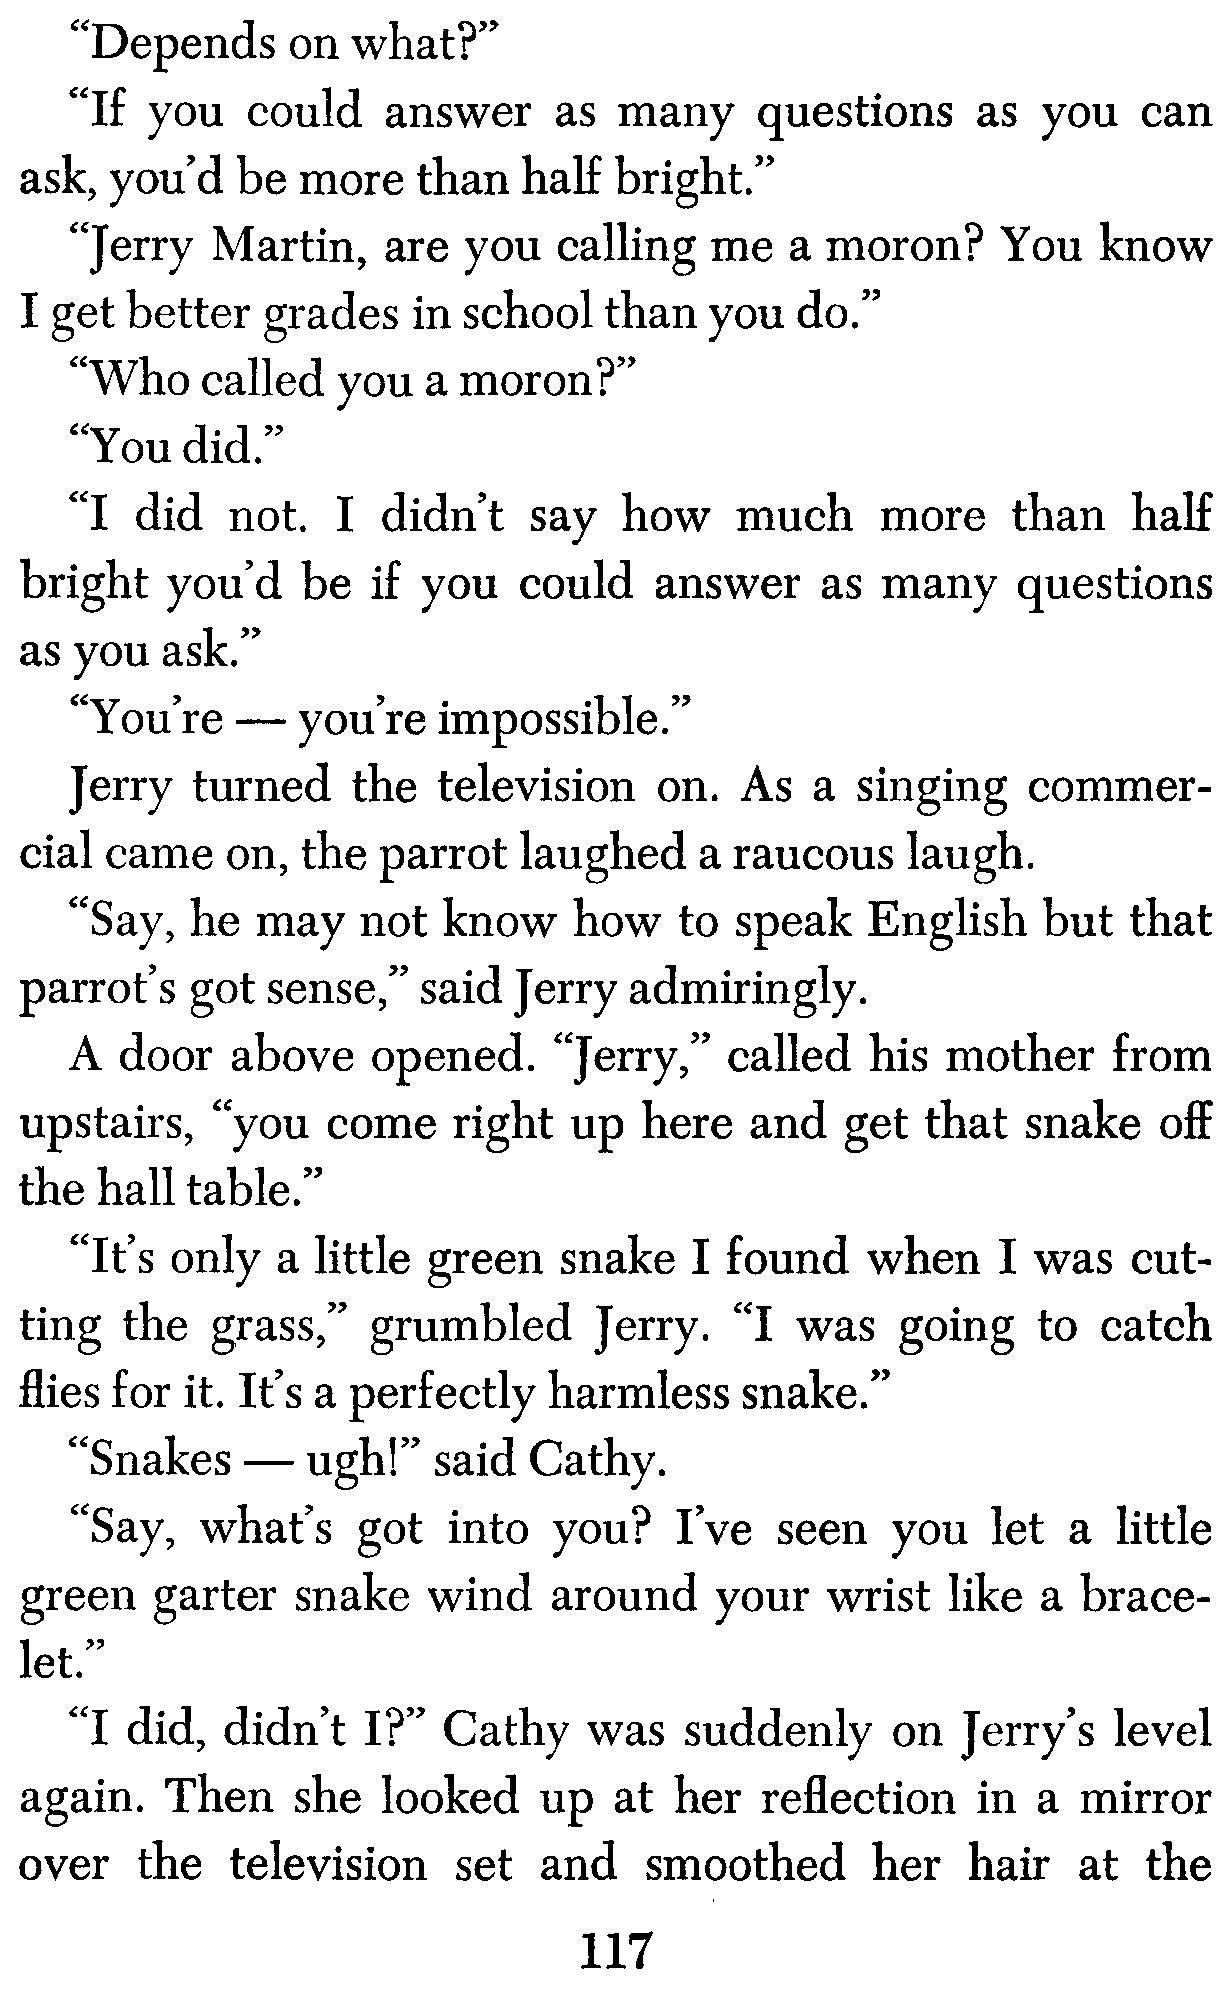 “Depends on what?”
“If you could answer as many questions as you can
ask, you’d be more than half bright.”
“Jerry Martin, are you calling me a moron? You know
I get better grades in school than you do.”
“Who called you a moron?”
“You did.”
“I did not. I didn’t say how much more than half
bright you’d be if you could answer as many questions
as you ask.”
“You’re — you’re impossible.”
Jerry turned the television on. As a singing commer-
cial came on, the parrot laughed a raucous laugh.
“Say, he may not know how to speak English but that
parrot’s got sense,” said Jerry admiringly.
A door above opened. “Jerry,” called his mother from
upstairs, “you come right up here and get that snake off
the hall table.”
“It’s only a little green snake I found when I was cut-
ting the grass,” grumbled Jerry. “I was going to catch
flies for it. It’s a perfectly harmless snake.”
“Snakes — ugh!” said Cathy.
“Say, what’s got into you? I’ve seen you let a little
green garter snake wind around your wrist like a brace-
let.”
“I did, didn’t I?” Cathy was suddenly on Jerry’s level
again. Then she looked up at her reflection in a mirror
over the television set and smoothed her hair at the
117